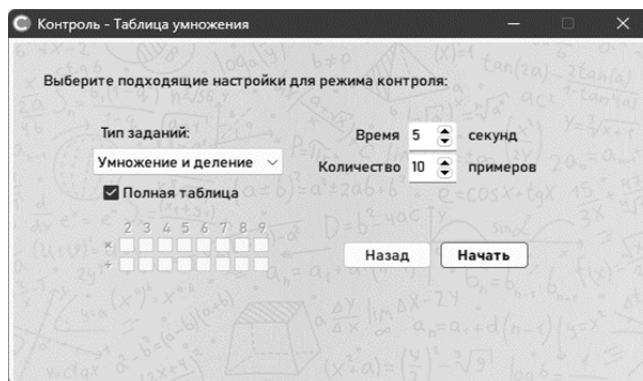 Контроль - Таблица умножения
Выберите подходящие настройки для режима контроля:
Тип заданий:
Умножение и деление
Полная таблица
2 3 4 5 6 7 8 9
×
÷
Время 5 секунд
Количество 10 примеров
Назад Начать